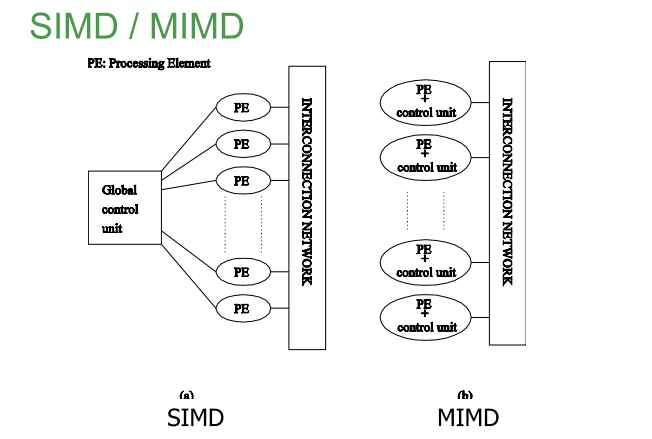 SIMD / MIMD
PE: Processing Element
PE
PE
PE
Global
control
unit
PE
PE
INTERCONNECTION NETWORK
PE
+
control unit
PE
+
control unit
PE
+
control unit
PE
+
control unit
INTERCONNECTION NETWORK
(a)
SIMD
(b)
MIMD